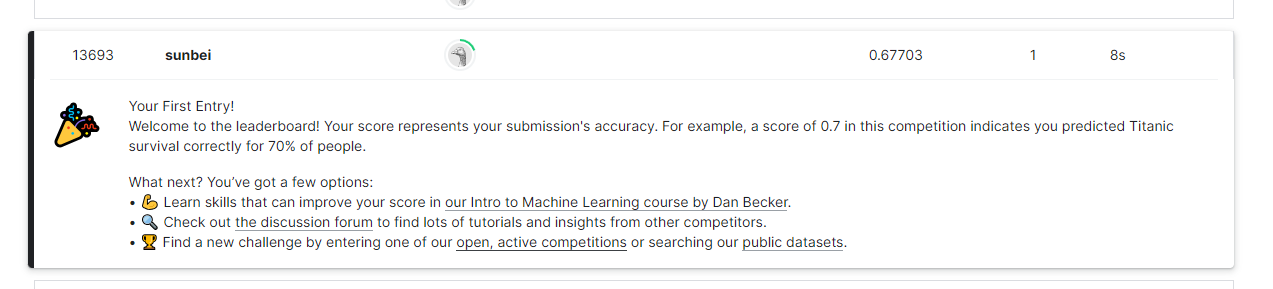 13693 sunbei 0.67703 1 8s
Your First Entry!
Welcome to the leaderboard! Your score represents your submission's accuracy. For example, a score of 0.7 in this competition indicates you predicted Titanic
survival correctly for 70% of people.
What next? You’ve got a few options:
• 💪 Learn skills that can improve your score in our Intro to Machine Learning course by Dan Becker.
• 🔍 Check out the discussion forum to find lots of tutorials and insights from other competitors.
• 🏆 Find a new challenge by entering one of our open, active competitions or searching our public datasets.